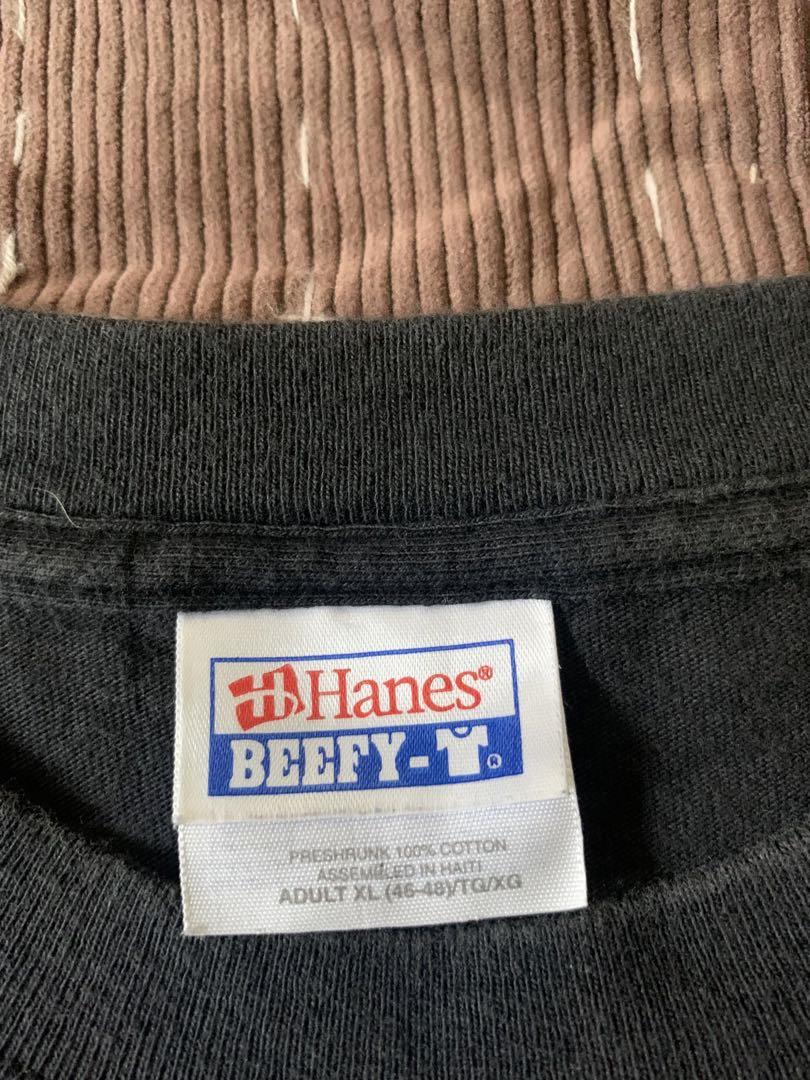 Hanes®
BEEFY-T®
PRESHRUNK 100% COTTON
ASSEMBLED IN HAITI
ADULT XL (46-48)/TG/XG